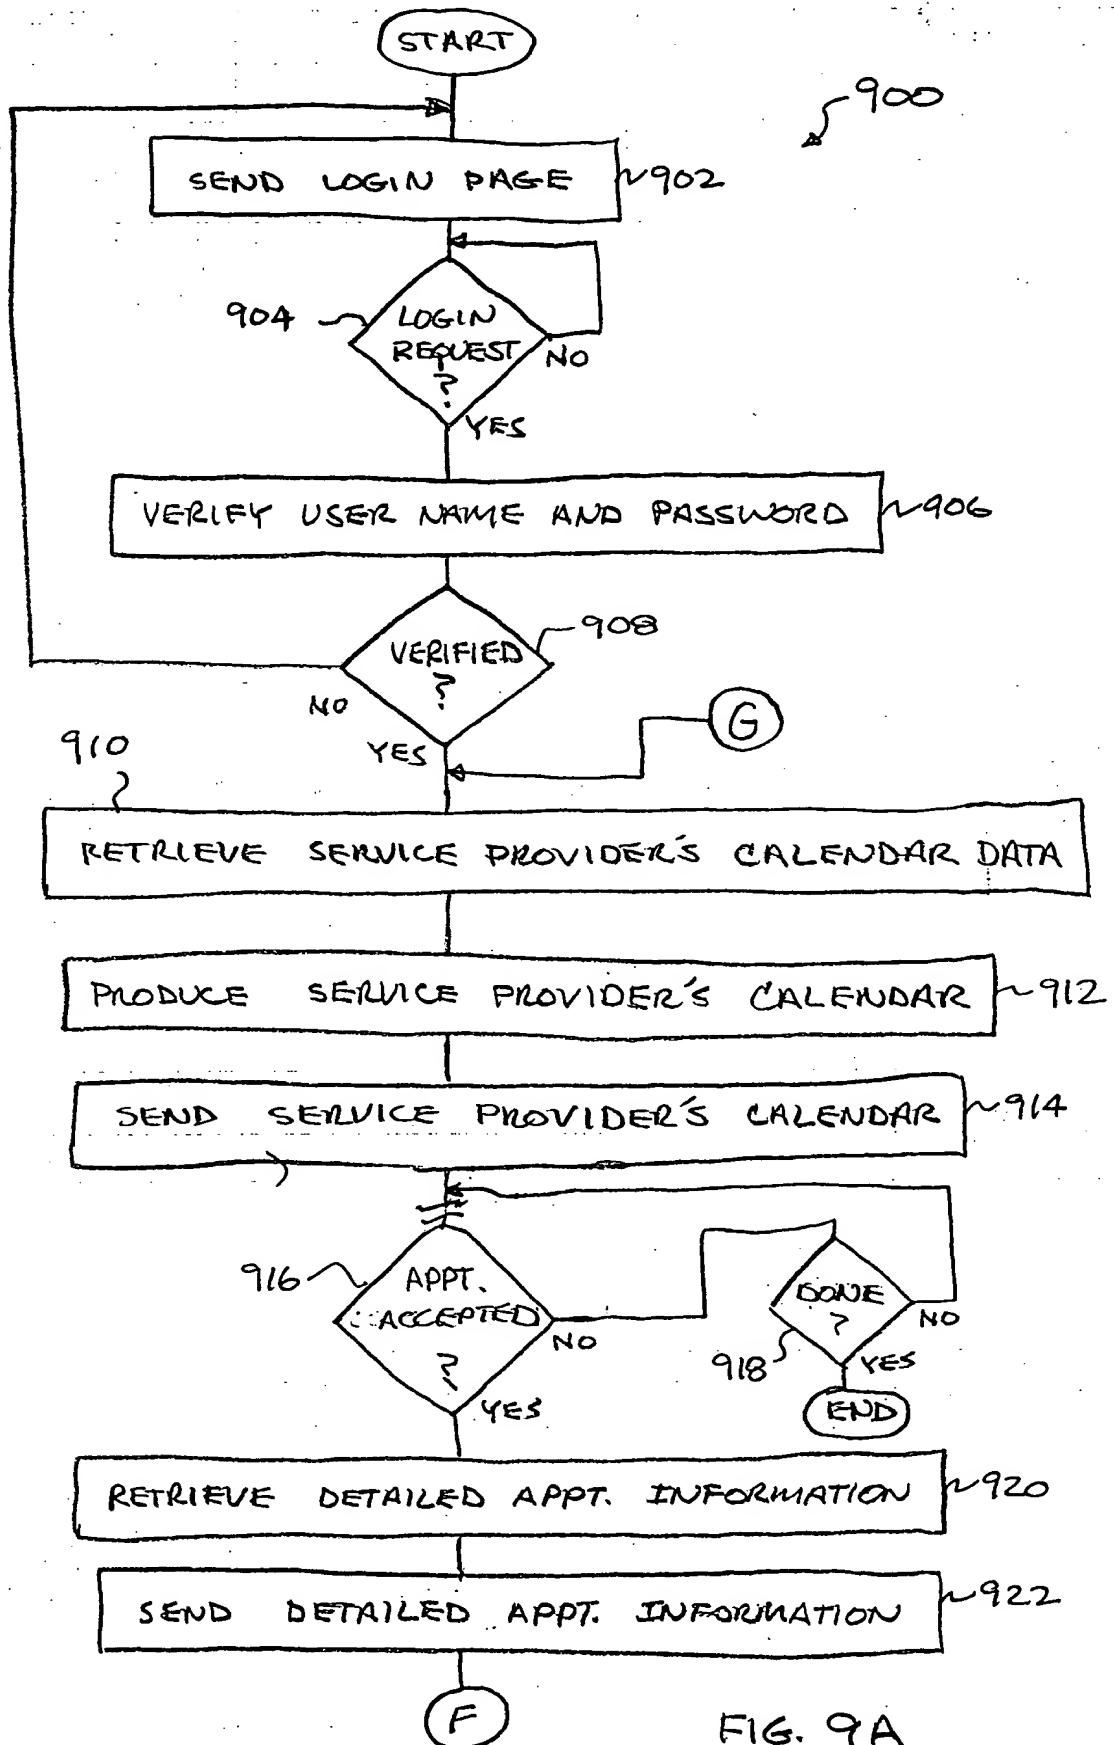 START
900
SEND LOGIN PAGE
902
904
LOGIN
REQUEST
?
NO
YES
VERIFY USER NAME AND PASSWORD
906
908
VERIFIED
?
NO
YES
G
910
RETRIEVE SERVICE PROVIDER'S CALENDAR DATA
PRODUCE SERVICE PROVIDER'S CALENDAR
912
SEND SERVICE PROVIDER'S CALENDAR
914
916
APPT.
ACCEPTED
?
NO
YES
DONE
?
NO
918
YES
END
RETRIEVE DETAILED APPT. INFORMATION
920
SEND DETAILED APPT. INFORMATION
922
F
FIG. 9A